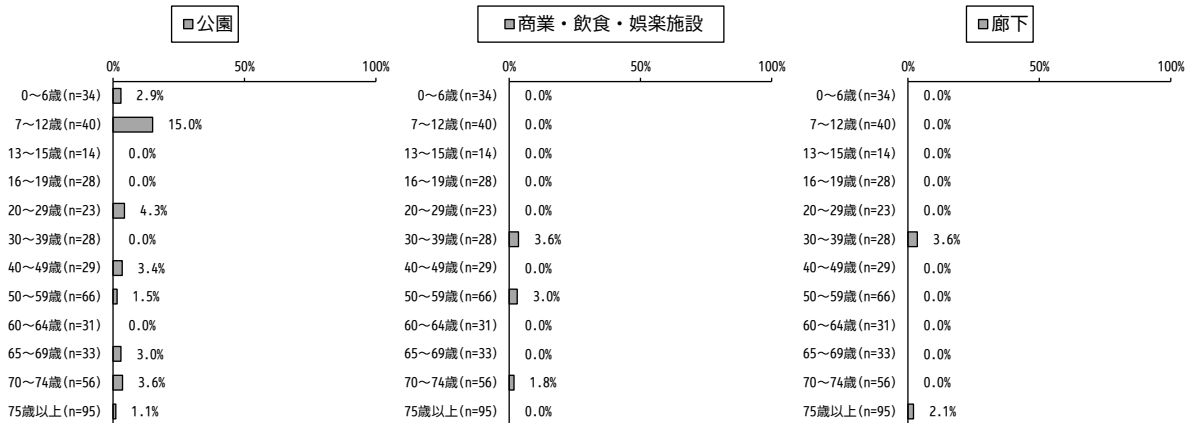 公園
0% 50% 100%
0～6歳(n=34) 2.9%
7～12歳(n=40) 15.0%
13～15歳(n=14) 0.0%
16～19歳(n=28) 0.0%
20～29歳(n=23) 4.3%
30～39歳(n=28) 0.0%
40～49歳(n=29) 3.4%
50～59歳(n=66) 1.5%
60～64歳(n=31) 0.0%
65～69歳(n=33) 3.0%
70～74歳(n=56) 3.6%
75歳以上(n=95) 1.1%
商業・飲食・娯楽施設
0% 50% 100%
0～6歳(n=34) 0.0%
7～12歳(n=40) 0.0%
13～15歳(n=14) 0.0%
16～19歳(n=28) 0.0%
20～29歳(n=23) 0.0%
30～39歳(n=28) 3.6%
40～49歳(n=29) 0.0%
50～59歳(n=66) 3.0%
60～64歳(n=31) 0.0%
65～69歳(n=33) 0.0%
70～74歳(n=56) 1.8%
75歳以上(n=95) 0.0%
廊下
0% 50% 100%
0～6歳(n=34) 0.0%
7～12歳(n=40) 0.0%
13～15歳(n=14) 0.0%
16～19歳(n=28) 0.0%
20～29歳(n=23) 0.0%
30～39歳(n=28) 3.6%
40～49歳(n=29) 0.0%
50～59歳(n=66) 0.0%
60～64歳(n=31) 0.0%
65～69歳(n=33) 0.0%
70～74歳(n=56) 0.0%
75歳以上(n=95) 2.1%